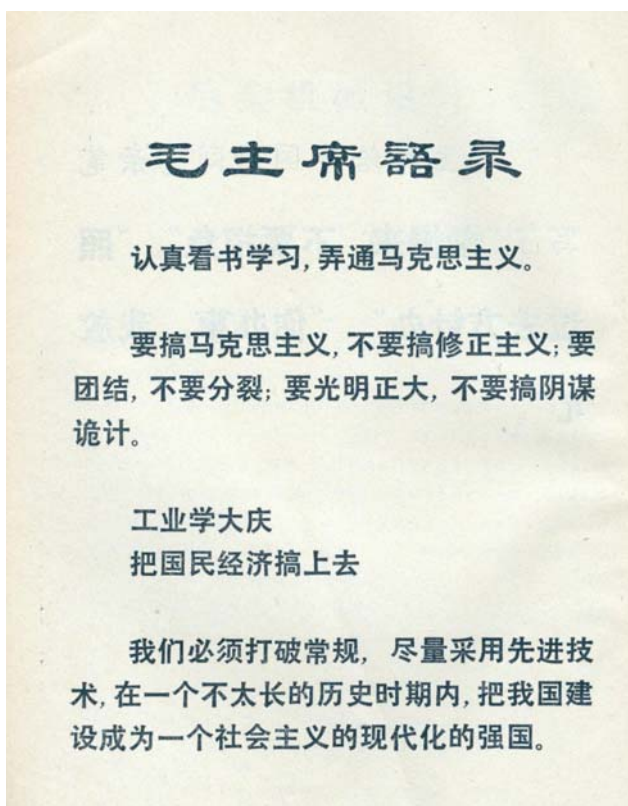 毛主席語录
认真看书学习,弄通马克思主义。
要搞马克思主义,不要搞修正主义;要
团结,不要分裂;要光明正大,不要搞阴谋
诡计。
工业学大庆
把国民经济搞上去
我们必须打破常规,尽量采用先进技
术,在一个不太长的历史时期内,把我国建
设成为一个社会主义的现代化的强国。